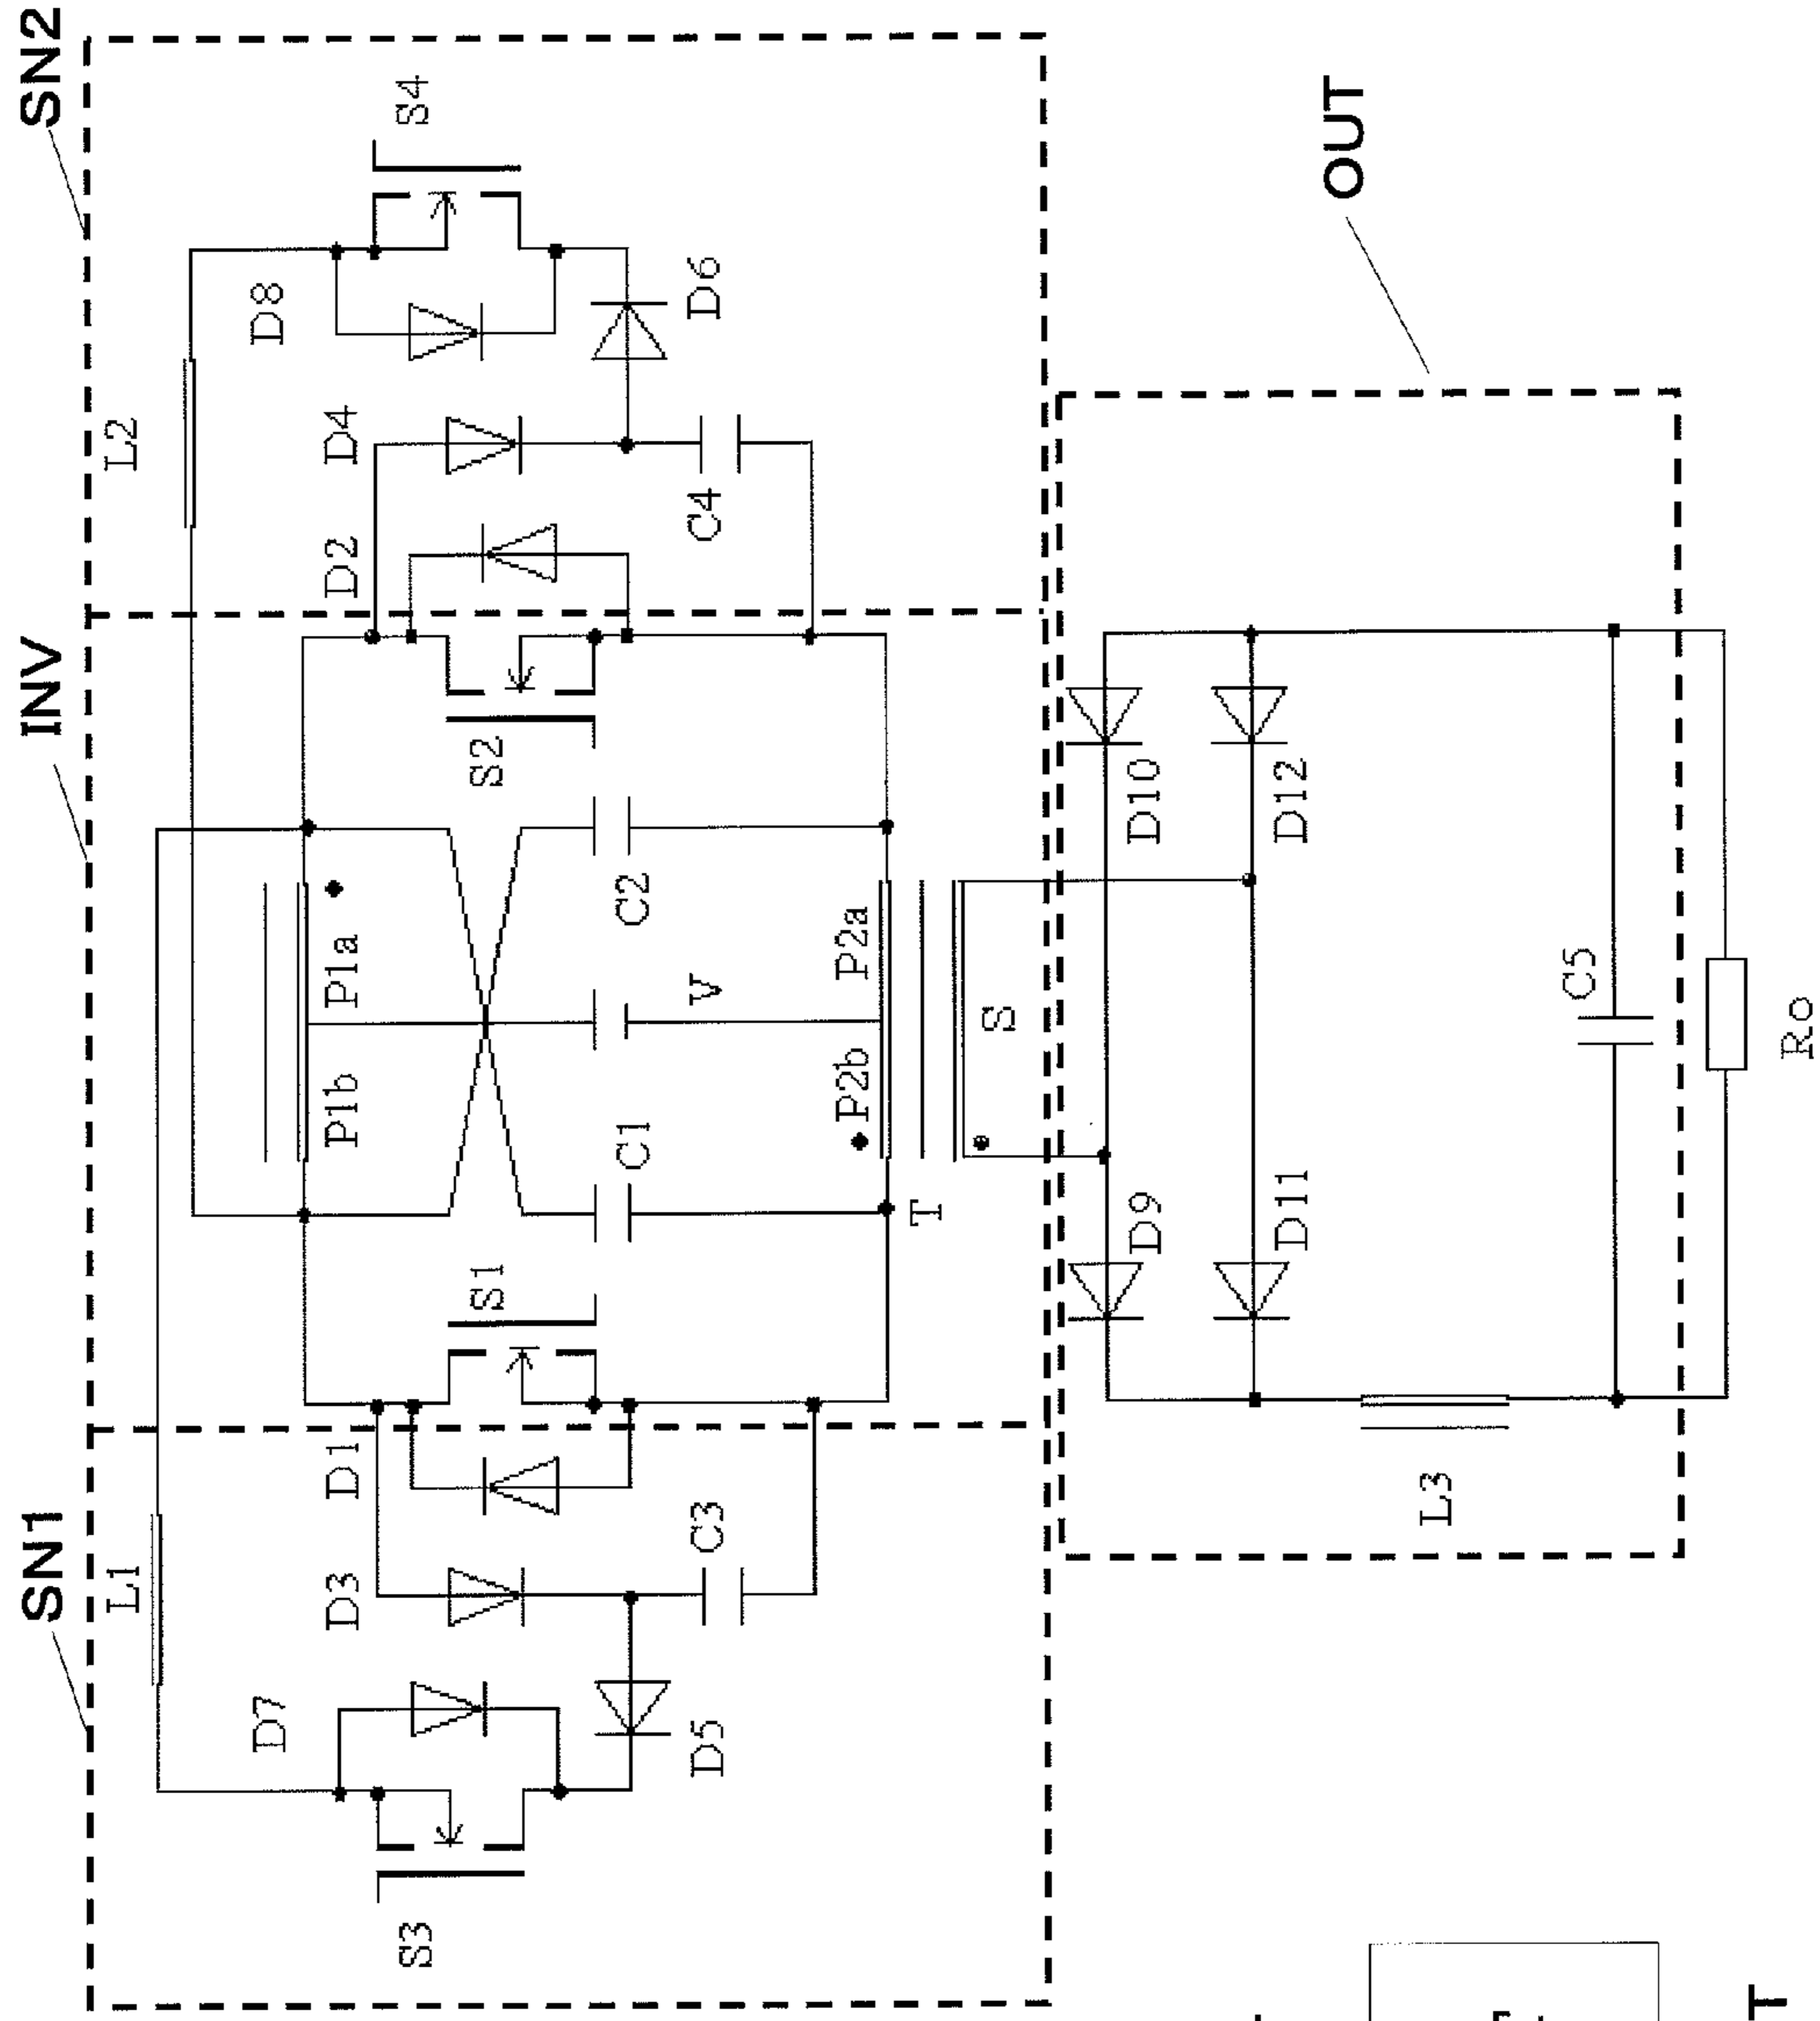 SN1
INV
SN2
L1
L2
D7
D3
D1
P1b
P1a
D2
D4
D8
S3
S1
S2
S4
D5
C3
C1
V
C2
C4
D6
P2b
P2a
T
S
OUT
D9
D10
D11
D12
L3
C5
Ro
T